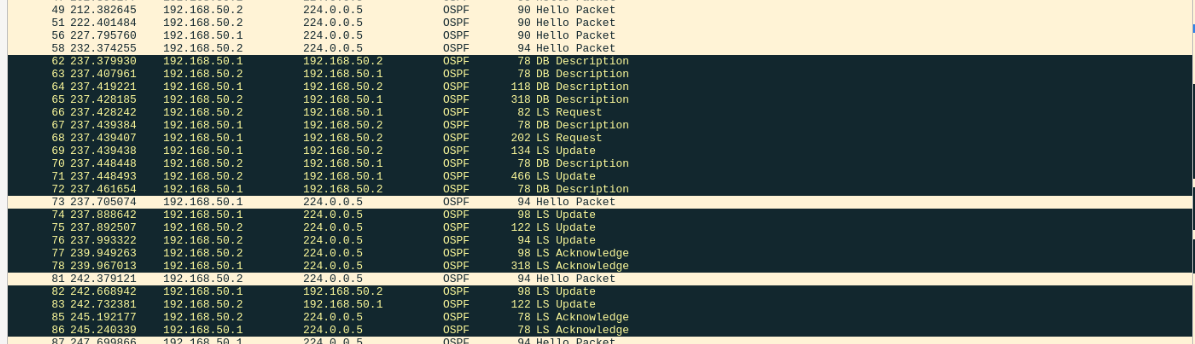 49 212.382645 192.168.50.2 224.0.0.5 OSPF 90 Hello Packet
51 222.401484 192.168.50.2 224.0.0.5 OSPF 90 Hello Packet
56 227.795760 192.168.50.1 224.0.0.5 OSPF 90 Hello Packet
58 232.374255 192.168.50.2 224.0.0.5 OSPF 94 Hello Packet
62 237.379930 192.168.50.1 192.168.50.2 OSPF 78 DB Description
63 237.407961 192.168.50.2 192.168.50.1 OSPF 78 DB Description
64 237.419221 192.168.50.1 192.168.50.2 OSPF 118 DB Description
65 237.428185 192.168.50.2 192.168.50.1 OSPF 318 DB Description
66 237.428242 192.168.50.2 192.168.50.1 OSPF 82 LS Request
67 237.439384 192.168.50.1 192.168.50.2 OSPF 78 DB Description
68 237.439407 192.168.50.1 192.168.50.2 OSPF 202 LS Request
69 237.439438 192.168.50.1 192.168.50.2 OSPF 134 LS Update
70 237.448448 192.168.50.2 192.168.50.1 OSPF 78 DB Description
71 237.448493 192.168.50.2 192.168.50.1 OSPF 466 LS Update
72 237.461654 192.168.50.1 192.168.50.2 OSPF 78 DB Description
73 237.705074 192.168.50.1 224.0.0.5 OSPF 94 Hello Packet
74 237.888642 192.168.50.1 224.0.0.5 OSPF 98 LS Update
75 237.892507 192.168.50.2 224.0.0.5 OSPF 122 LS Update
76 237.993322 192.168.50.2 224.0.0.5 OSPF 94 LS Update
77 239.949263 192.168.50.2 224.0.0.5 OSPF 98 LS Acknowledge
78 239.967013 192.168.50.1 224.0.0.5 OSPF 318 LS Acknowledge
81 242.379121 192.168.50.2 224.0.0.5 OSPF 94 Hello Packet
82 242.668942 192.168.50.1 192.168.50.2 OSPF 98 LS Update
83 242.732381 192.168.50.2 192.168.50.1 OSPF 122 LS Update
85 245.192177 192.168.50.2 224.0.0.5 OSPF 78 LS Acknowledge
86 245.240339 192.168.50.1 224.0.0.5 OSPF 78 LS Acknowledge
87 247.699866 192.168.50.1 224.0.0.5 OSPF 94 Hello Packet